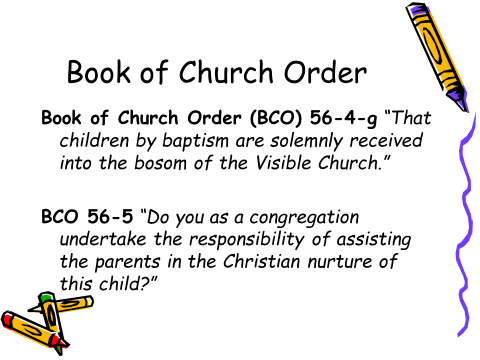 Book of Church Order
Book of Church Order (BCO) 56-4-g “That
children by baptism are solemnly received
into the bosom of the Visible Church.”
BCO 56-5 “Do you as a congregation
undertake the responsibility of assisting
the parents in the Christian nurture of
this child?”